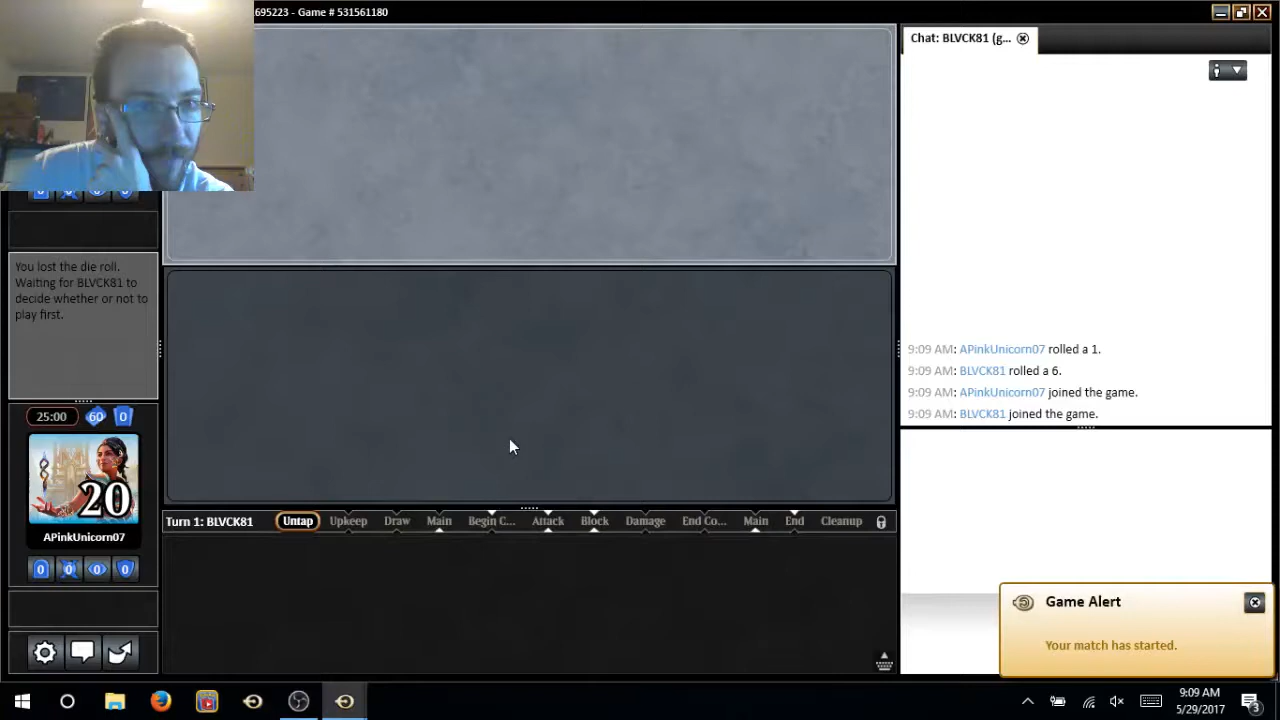 695223 - Game # 531561180
Chat: BLVCK81 (g...
You lost the die roll.
Waiting for BLVCK81 to
decide whether or not to
play first.
9:09 AM: APinkUnicorn07 rolled a 1.
9:09 AM: BLVCK81 rolled a 6.
9:09 AM: APinkUnicorn07 joined the game.
9:09 AM: BLVCK81 joined the game.
25:00 60 0
20
APinkUnicorn07
0 0 0 0
Turn 1: BLVCK81 Untap Upkeep Draw Main Begin C... Attack Block Damage End Co... Main End Cleanup
Game Alert
Your match has started.
9:09 AM
5/29/2017
3